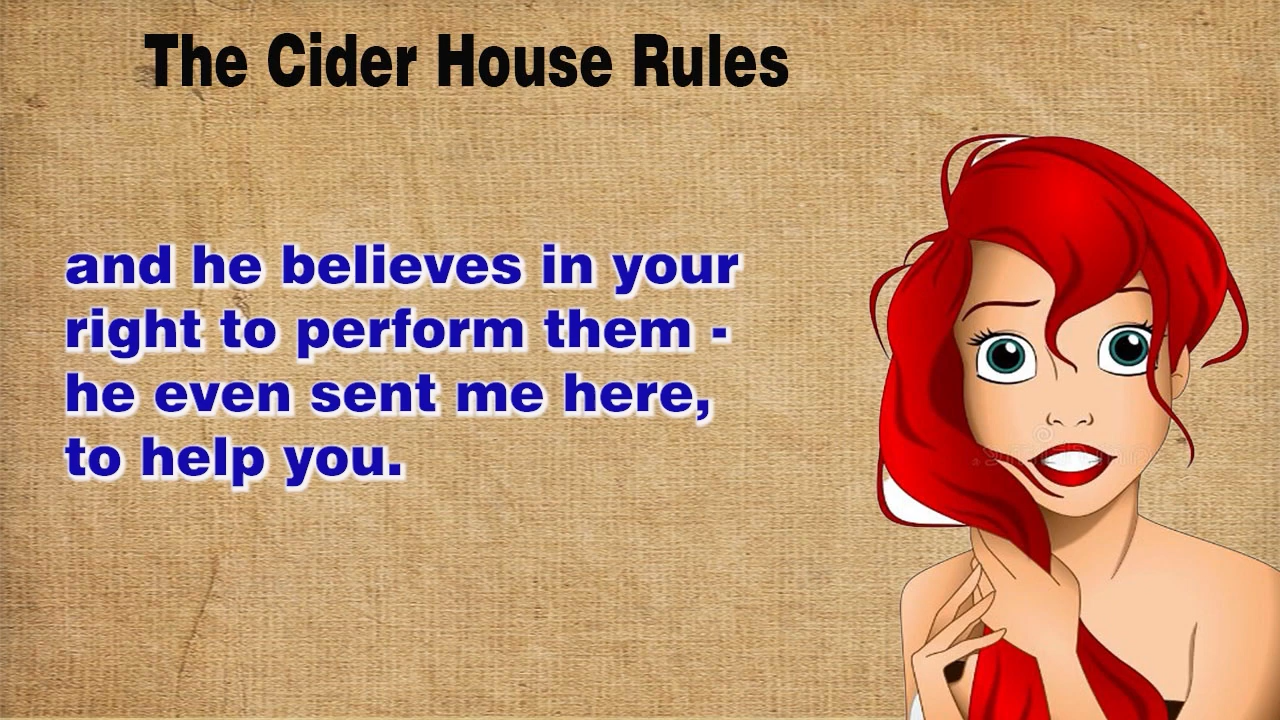 The Cider House Rules
and he believes in your
right to perform them -
he even sent me here,
to help you.